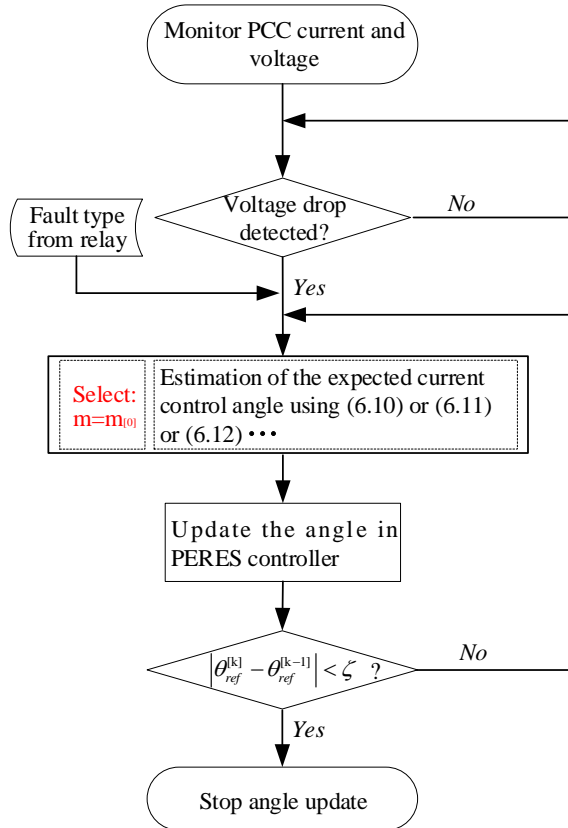 Monitor PCC current and
voltage
Voltage drop
detected?
No
Fault type
from relay
Yes
Select:
m=m[0]
Estimation of the expected current
control angle using (6.10) or (6.11)
or (6.12) •••
Update the angle in
PERES controller
|θ_ref^[k] − θ_ref^[k−1]| < ζ ?
No
Yes
Stop angle update